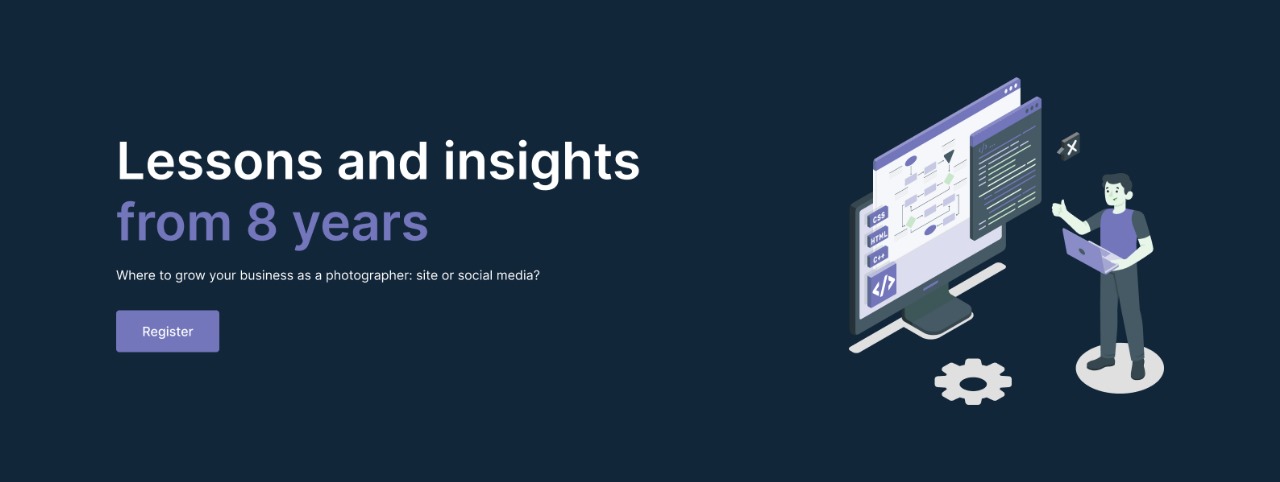 Lessons and insights
from 8 years
Where to grow your business as a photographer: site or social media?
Register
CSS
HTML
C++
</>